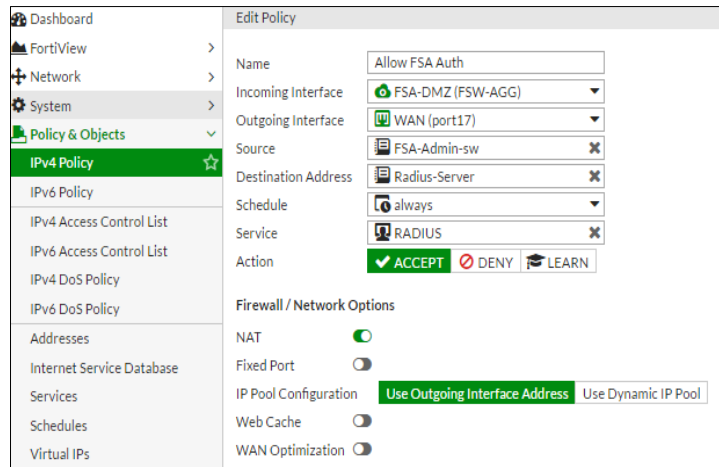 Dashboard
FortiView
Network
System
Policy & Objects
IPv4 Policy
IPv6 Policy
IPv4 Access Control List
IPv6 Access Control List
IPv4 DoS Policy
IPv6 DoS Policy
Addresses
Internet Service Database
Services
Schedules
Virtual IPs
Edit Policy
Name Allow FSA Auth
Incoming Interface FSA-DMZ (FSW-AGG)
Outgoing Interface WAN (port17)
Source FSA-Admin-sw
Destination Address Radius-Server
Schedule always
Service RADIUS
Action ACCEPT DENY LEARN
Firewall / Network Options
NAT
Fixed Port
IP Pool Configuration Use Outgoing Interface Address Use Dynamic IP Pool
Web Cache
WAN Optimization